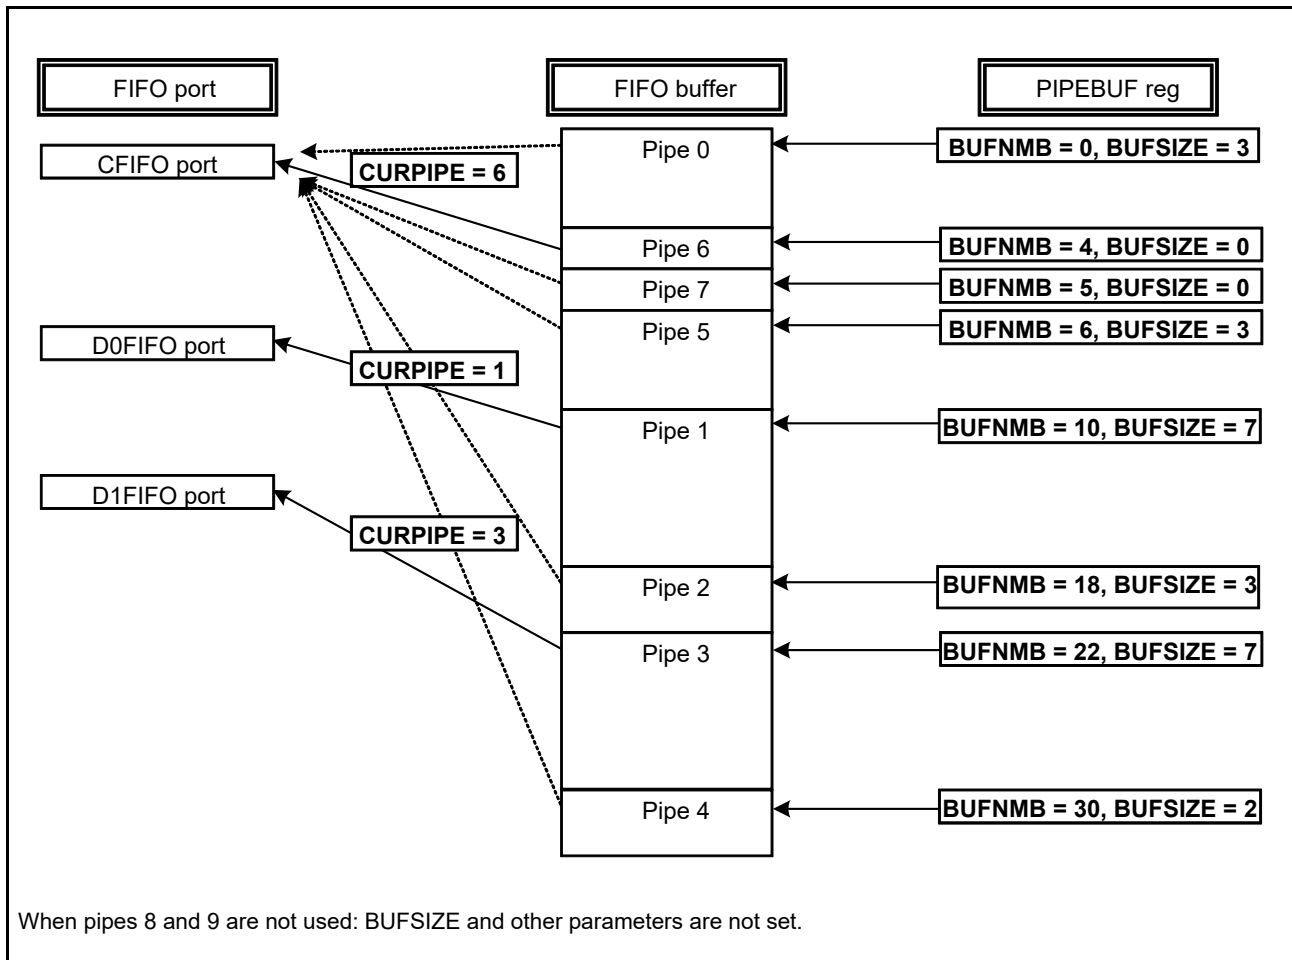 FIFO port
FIFO buffer
PIPEBUF reg
CFIFO port
CURPIPE = 6
Pipe 0
BUFNMB = 0, BUFSIZE = 3
Pipe 6
BUFNMB = 4, BUFSIZE = 0
Pipe 7
BUFNMB = 5, BUFSIZE = 0
D0FIFO port
CURPIPE = 1
Pipe 5
BUFNMB = 6, BUFSIZE = 3
Pipe 1
BUFNMB = 10, BUFSIZE = 7
D1FIFO port
CURPIPE = 3
Pipe 2
BUFNMB = 18, BUFSIZE = 3
Pipe 3
BUFNMB = 22, BUFSIZE = 7
Pipe 4
BUFNMB = 30, BUFSIZE = 2
When pipes 8 and 9 are not used: BUFSIZE and other parameters are not set.